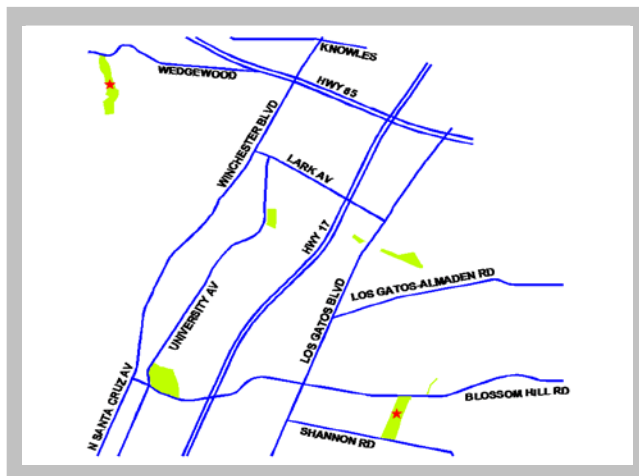 KNOWLES
WEDGEWOOD
HWY 85
WINCHESTER BLVD
LARK AV
HWY 17
LOS GATOS-ALMADEN RD
UNIVERSITY AV
LOS GATOS BLVD
N SANTA CRUZ AV
BLOSSOM HILL RD
SHANNON RD